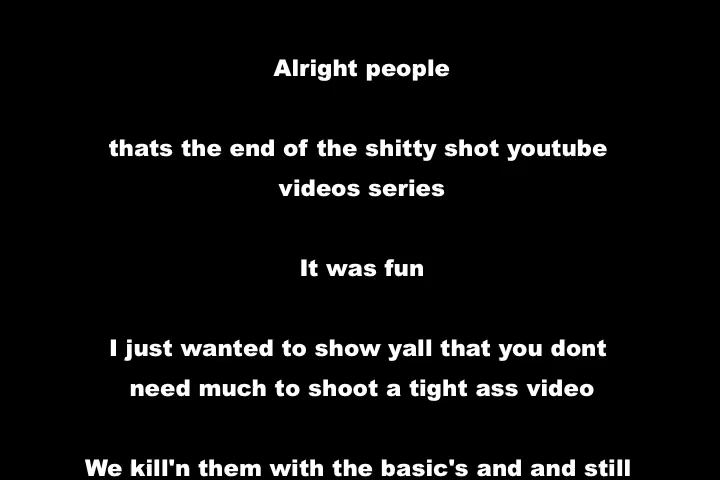 Alright people
thats the end of the shitty shot youtube
videos series
It was fun
I just wanted to show yall that you dont
need much to shoot a tight ass video
We kill'n them with the basic's and and still